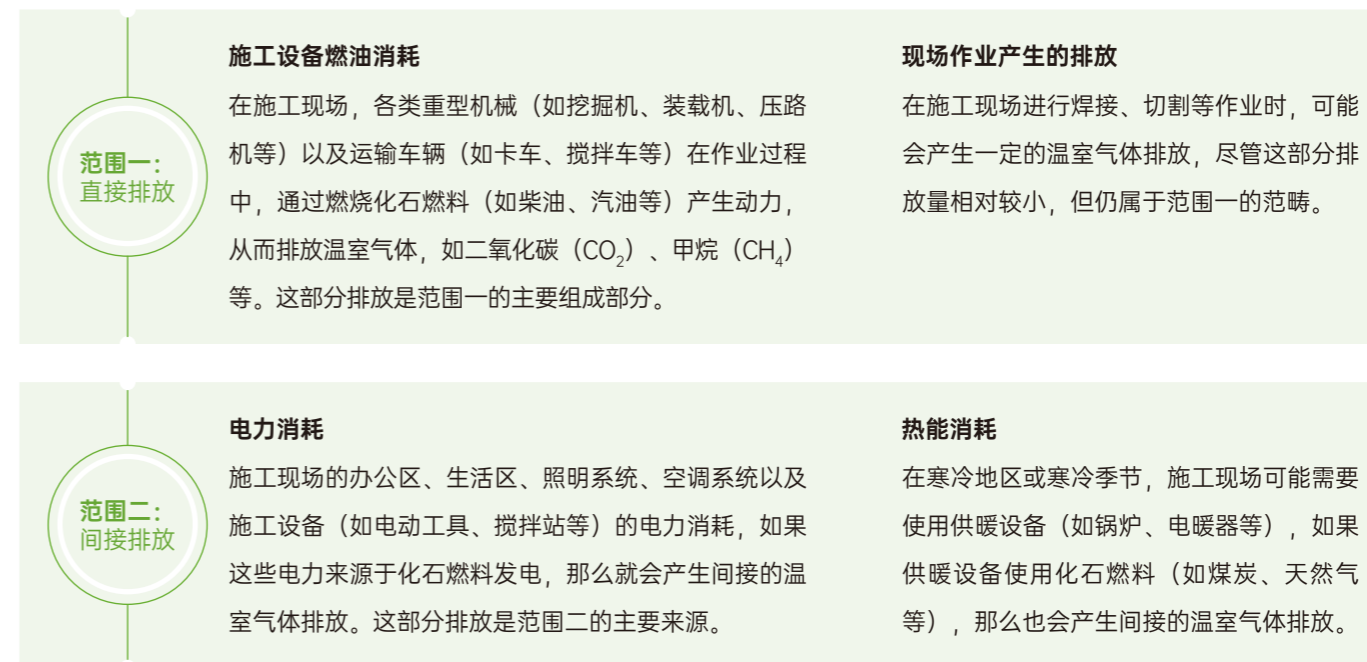 范围一：
直接排放
施工设备燃油消耗
在施工现场，各类重型机械（如挖掘机、装载机、压路
机等）以及运输车辆（如卡车、搅拌车等）在作业过程
中，通过燃烧化石燃料（如柴油、汽油等）产生动力，
从而排放温室气体，如二氧化碳（CO₂）、甲烷（CH₄）
等。这部分排放是范围一的主要组成部分。
现场作业产生的排放
在施工现场进行焊接、切割等作业时，可能
会产生一定的温室气体排放，尽管这部分排
放量相对较小，但仍属于范围一的范畴。
范围二：
间接排放
电力消耗
施工现场的办公区、生活区、照明系统、空调系统以及
施工设备（如电动工具、搅拌站等）的电力消耗，如果
这些电力来源于化石燃料发电，那么就会产生间接的温
室气体排放。这部分排放是范围二的主要来源。
热能消耗
在寒冷地区或寒冷季节，施工现场可能需要
使用供暖设备（如锅炉、电暖器等），如果
供暖设备使用化石燃料（如煤炭、天然气
等），那么也会产生间接的温室气体排放。